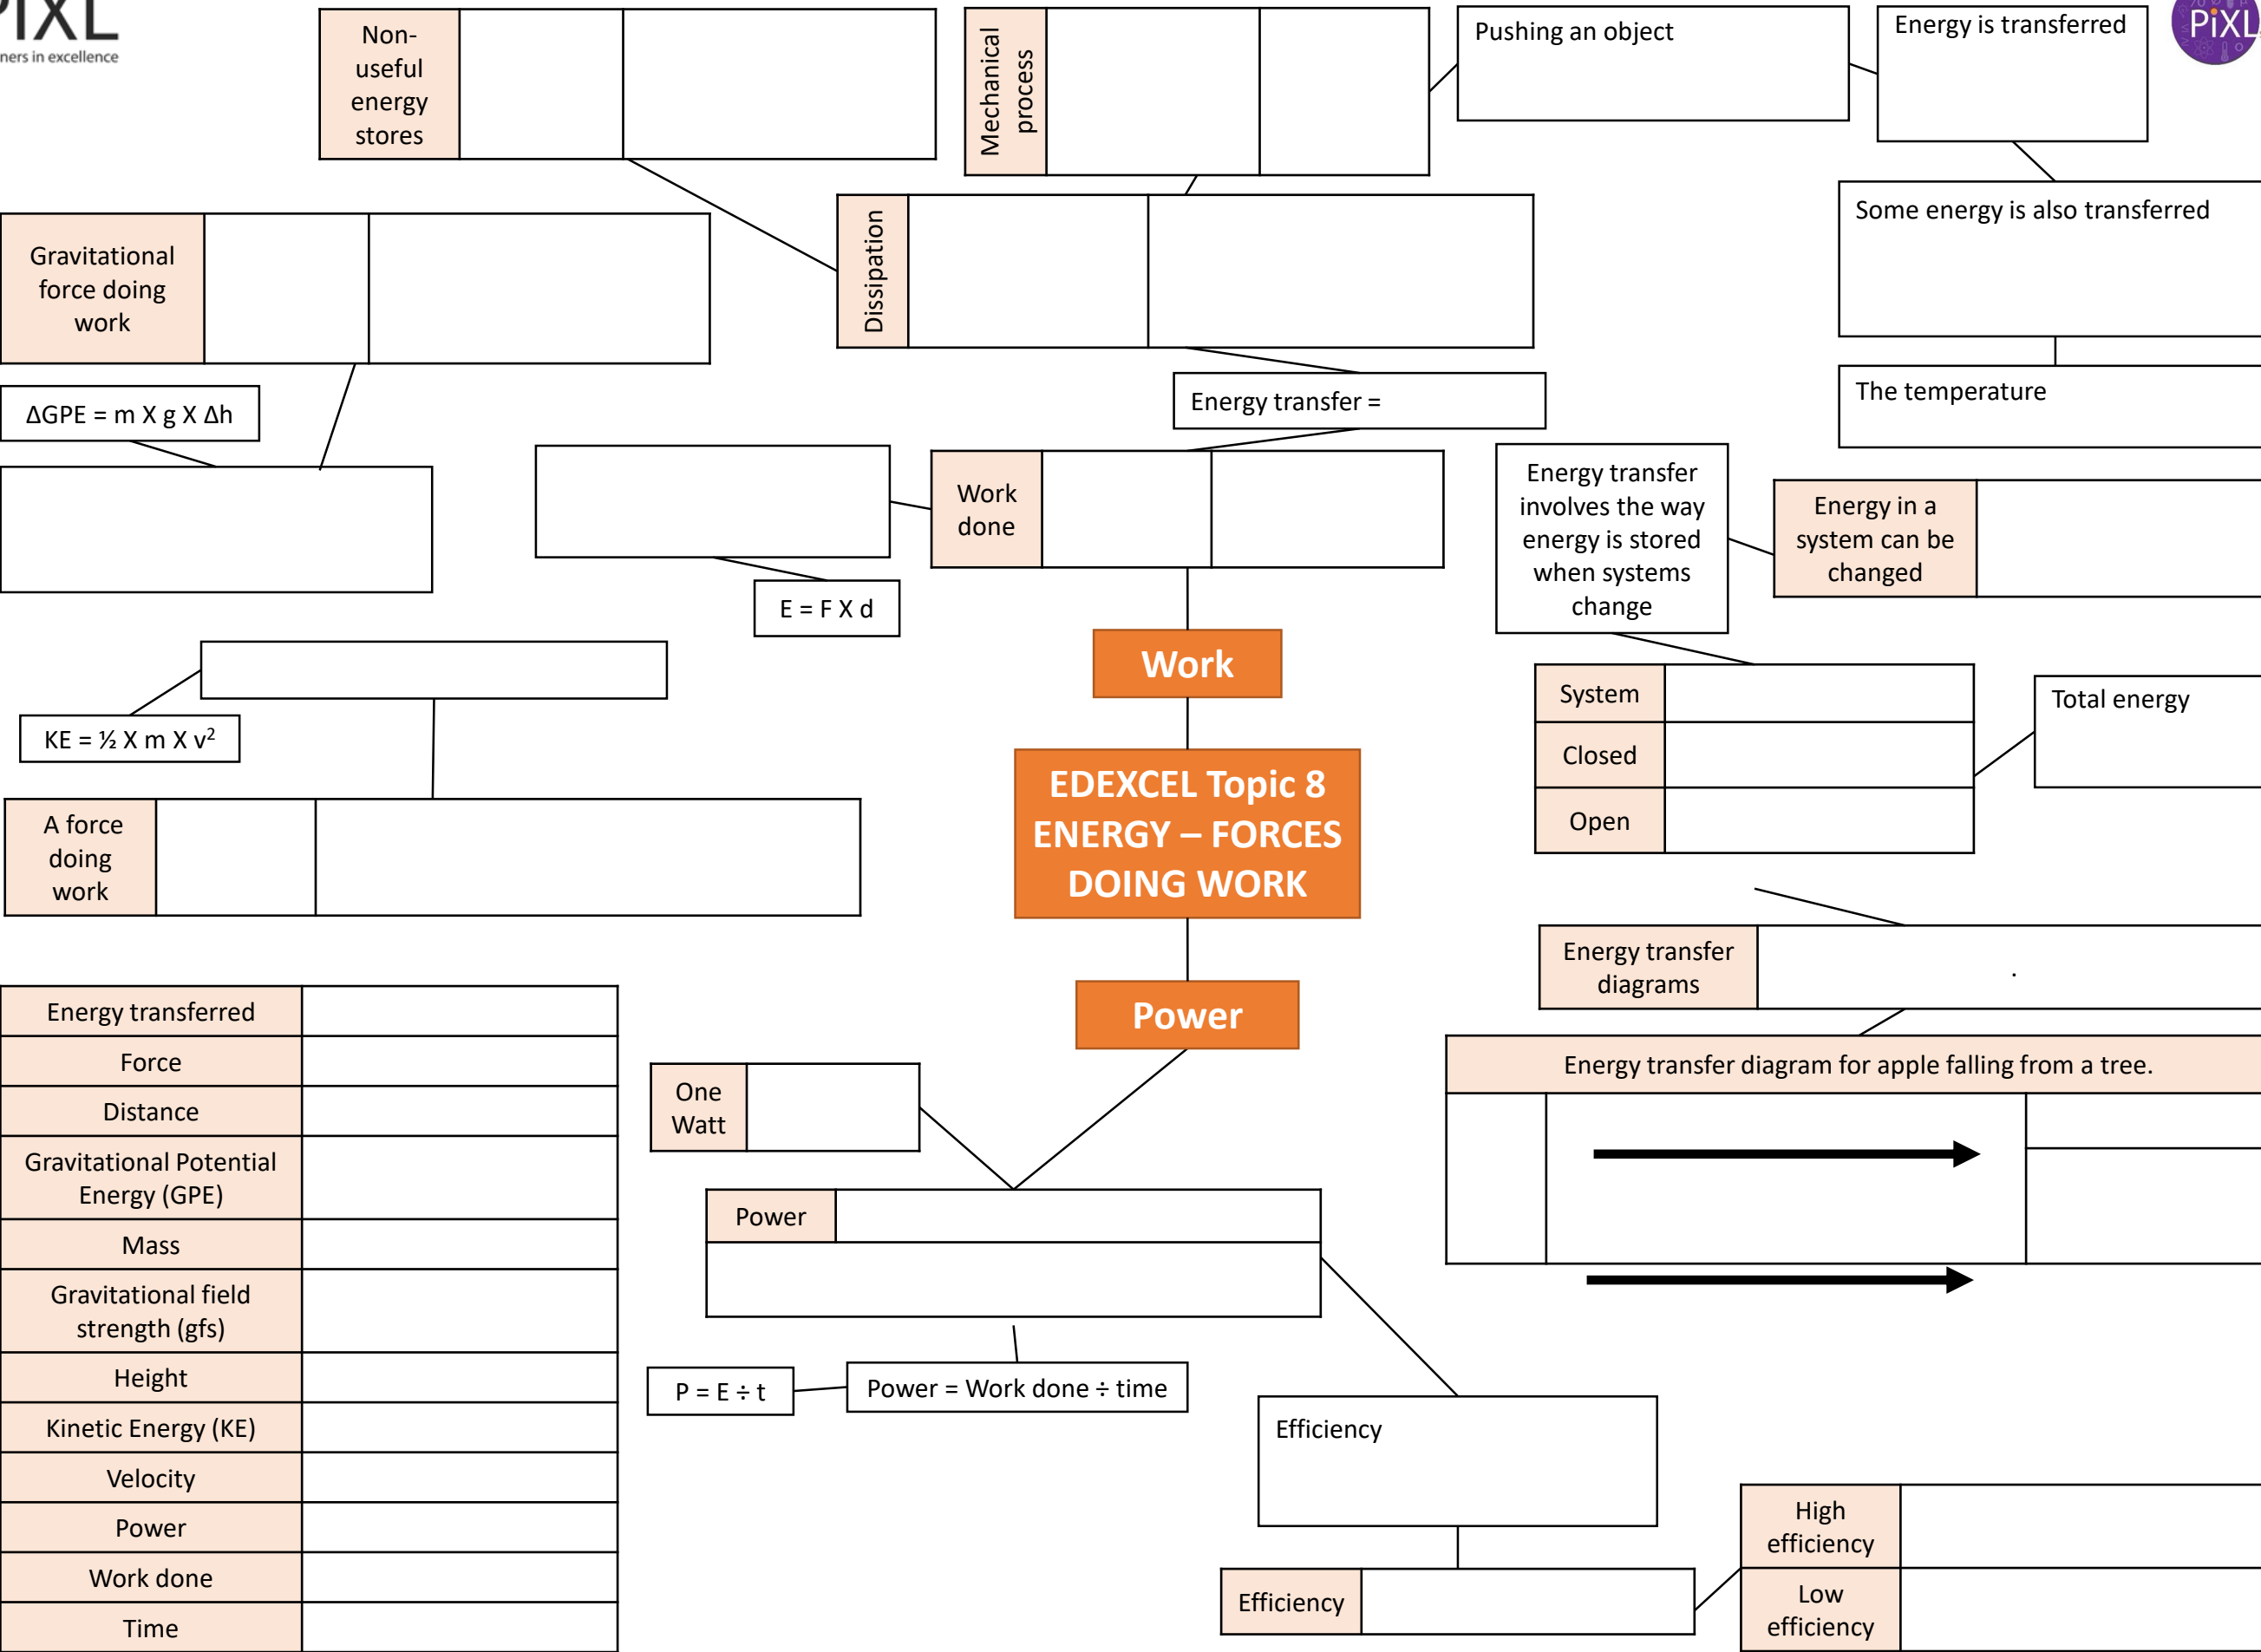 PiXL
ners in excellence
Non-
useful
energy
stores
Mechanical
process
Pushing an object
Energy is transferred
PiXL
Gravitational
force doing
work
Dissipation
Some energy is also transferred
ΔGPE = m X g X Δh
Energy transfer =
The temperature
Work
done
Energy transfer
involves the way
energy is stored
when systems
change
Energy in a
system can be
changed
E = F X d
Work
KE = ½ X m X v²
System
Closed
Open
Total energy
EDEXCEL Topic 8
ENERGY – FORCES
DOING WORK
A force
doing
work
Energy transfer
diagrams
.
Power
Energy transferred
Force
Distance
Gravitational Potential
Energy (GPE)
Mass
Gravitational field
strength (gfs)
Height
Kinetic Energy (KE)
Velocity
Power
Work done
Time
One
Watt
Energy transfer diagram for apple falling from a tree.
Power
P = E ÷ t
Power = Work done ÷ time
Efficiency
Efficiency
High
efficiency
Low
efficiency